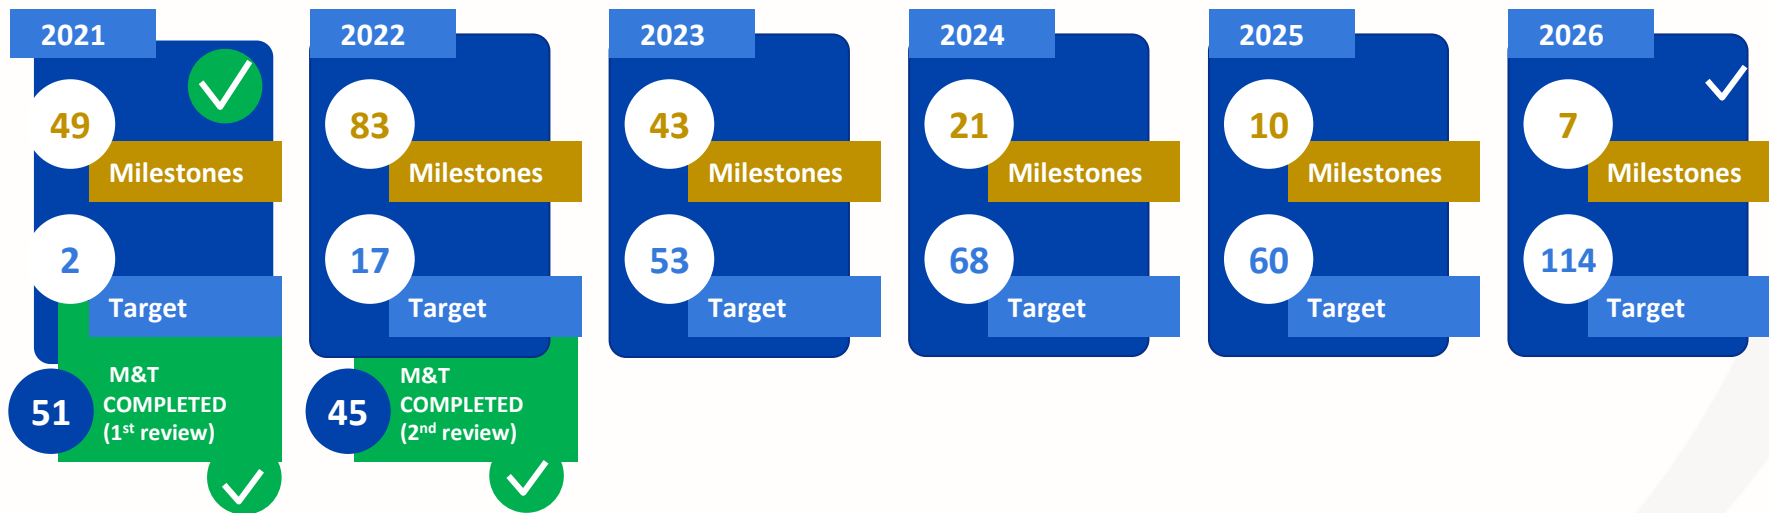 2021
49
Milestones
2
Target
51
M&T
COMPLETED
(1st review)
2022
83
Milestones
17
Target
45
M&T
COMPLETED
(2nd review)
2023
43
Milestones
53
Target
2024
21
Milestones
68
Target
2025
10
Milestones
60
Target
2026
7
Milestones
114
Target